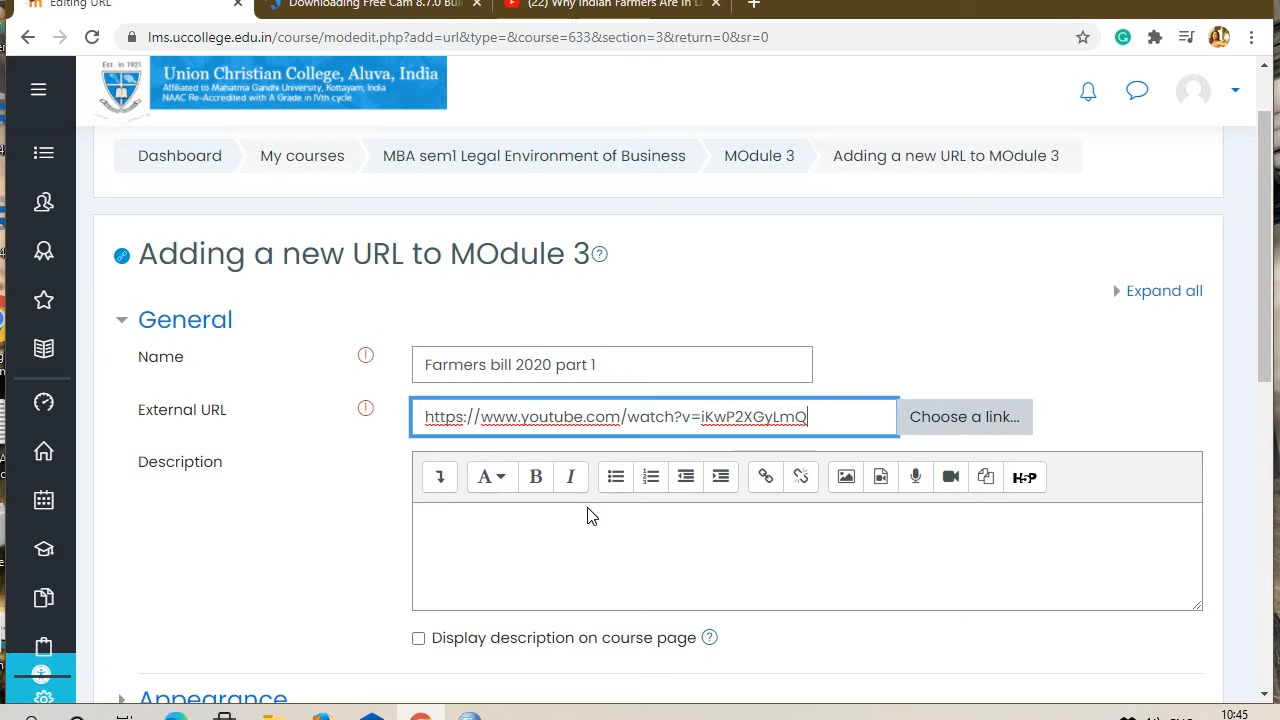 Editing URL
Downloading Free Cam 8.7.0 Bui
(22) Why Indian Farmers Are In D
lms.uccollege.edu.in/course/modedit.php?add=url&type=&course=633&section=3&return=0&sr=0
Est. in 1921
Union Christian College, Aluva, India
Affiliated to Mahatma Gandhi University, Kottayam, India
NAAC Re-Accredited with A Grade in IVth cycle
Dashboard
My courses
MBA sem1 Legal Environment of Business
MOdule 3
Adding a new URL to MOdule 3
Adding a new URL to MOdule 3
Expand all
General
Name
Farmers bill 2020 part 1
External URL
https://www.youtube.com/watch?v=iKwP2XGyLmQ
Choose a link...
Description
A
B
I
H5P
Display description on course page
Appearance
10:45